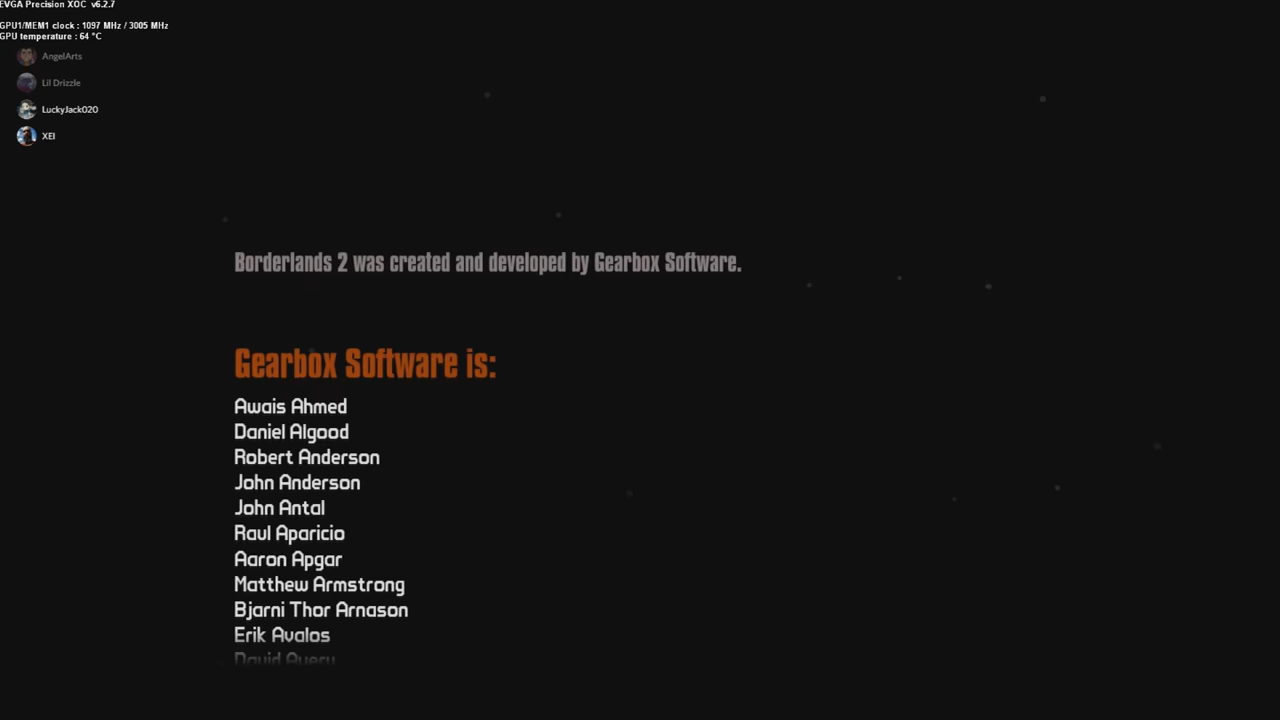 EVGA Precision XOC v6.2.7
GPU1/MEM1 clock : 1097 MHz / 3005 MHz
GPU temperature : 64 °C
AngelArts
Lil Drizzle
LuckyJack020
XEI
Borderlands 2 was created and developed by Gearbox Software.
Gearbox Software is:
Awais Ahmed
Daniel Algood
Robert Anderson
John Anderson
John Antal
Raul Aparicio
Aaron Apgar
Matthew Armstrong
Bjarni Thor Arnason
Erik Avalos
David Avery